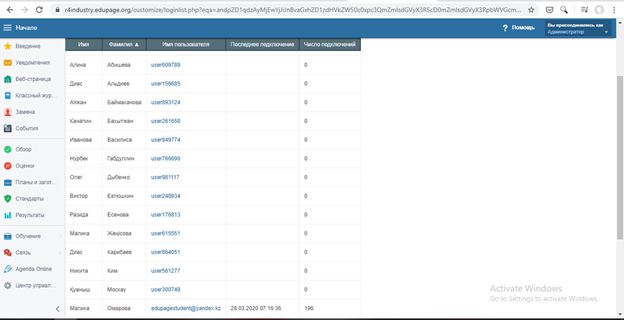 r4industry.edupage.org/customize/loginlist.php?eqa=
Начало
Помощь
Вы присоединились как
Администратор
Введение
Уведомления
Веб-страница
Классный жур...
Замена
События
Обзор
Оценки
Планы и загот...
Стандарты
Результаты
Обучение
Связь
Agenda Online
Центр управл...
Имя Фамилия ▲ Имя пользователя Последнее подключение Число подключений
Алина Абишева user609789 0
Диас Альдиев user156685 0
Алжан Баймаханова user893124 0
Канапин Бахытжан user261658 0
Иванова Василиса user949774 0
Нурбек Габдуллин user766690 0
Олег Дыбенко user981117 0
Виктор Евтюшкин user248934 0
Разида Есенова user176813 0
Малика Жеңісова user615551 0
Диас Карибаев user864051 0
Никита Ким user561277 0
Қуаныш Москау user300749 0
Малика Омарова edupagestudent@yandex.kz 28.03.2020 07:16:36 196
Activate Windows
Go to Settings to activate Windows.